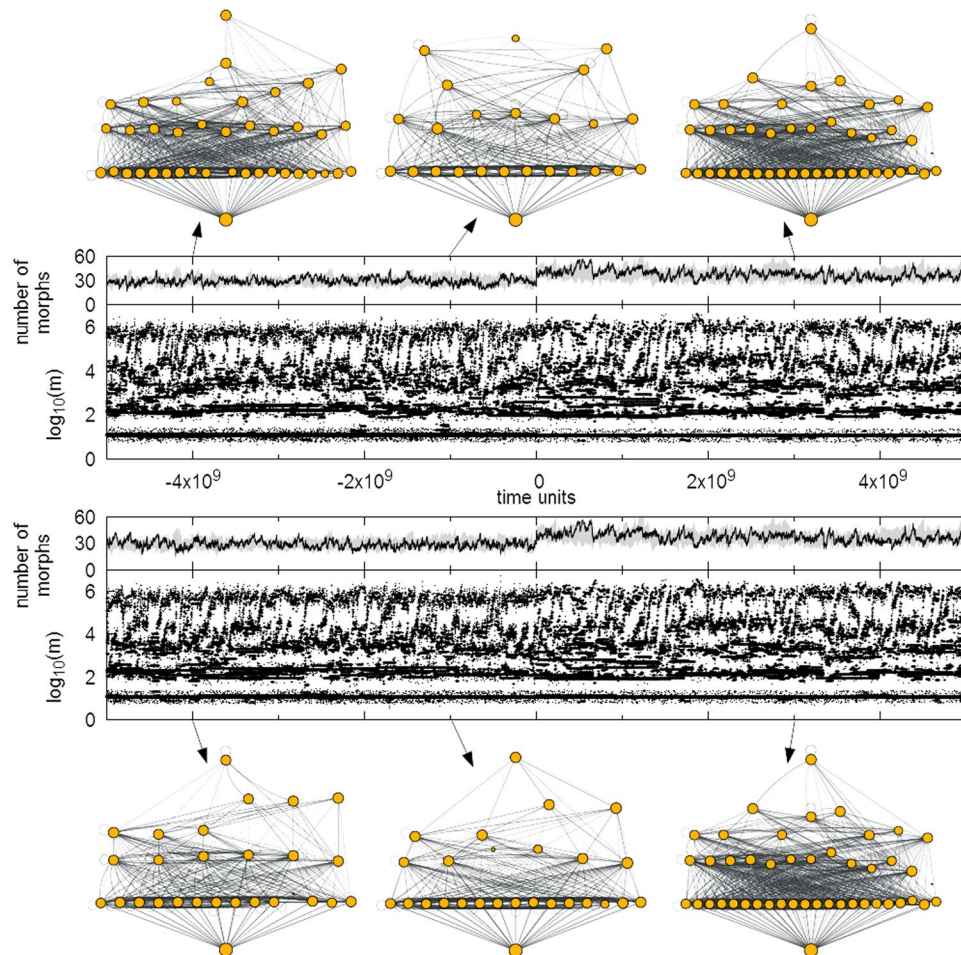 number of
morphs
60
30
0
log10(m)
6
4
2
0
-4x10^9
-2x10^9
0
2x10^9
4x10^9
time units
number of
morphs
60
30
0
log10(m)
6
4
2
0